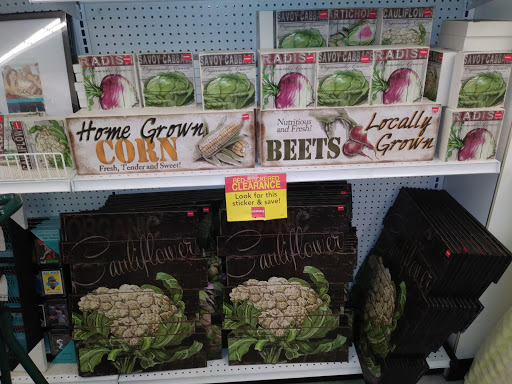 SAVOY CABB
ARTICHO
CAULIFLOW
RADIS
SAVOY CABB
SAVOY CABB
RADIS
SAVOY CABB
RADIS
SAVOY CABB
RADIS
Home Grown
CORN
Fresh, Tender and Sweet!
Nutritious
and Fresh!
BEETS
Locally
Grown
RED-STICKERED
CLEARANCE
Look for this
sticker & save!
ORGANIC
Cauliflower
Cauliflower